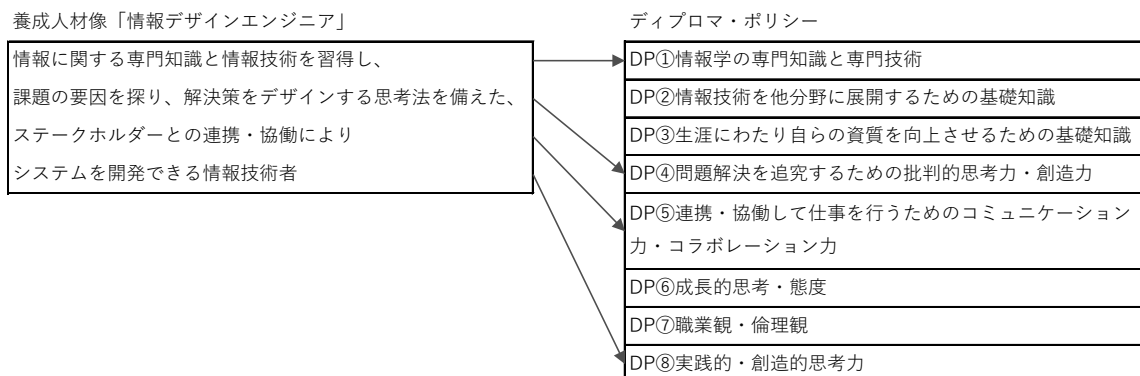 養成人材像「情報デザインエンジニア」
情報に関する専門知識と情報技術を習得し、
課題の要因を探り、解決策をデザインする思考法を備えた、
ステークホルダーとの連携・協働により
システムを開発できる情報技術者
ディプロマ・ポリシー
DP①情報学の専門知識と専門技術
DP②情報技術を他分野に展開するための基礎知識
DP③生涯にわたり自らの資質を向上させるための基礎知識
DP④問題解決を追究するための批判的思考力・創造力
DP⑤連携・協働して仕事を行うためのコミュニケーション
力・コラボレーション力
DP⑥成長的思考・態度
DP⑦職業観・倫理観
DP⑧実践的・創造的思考力